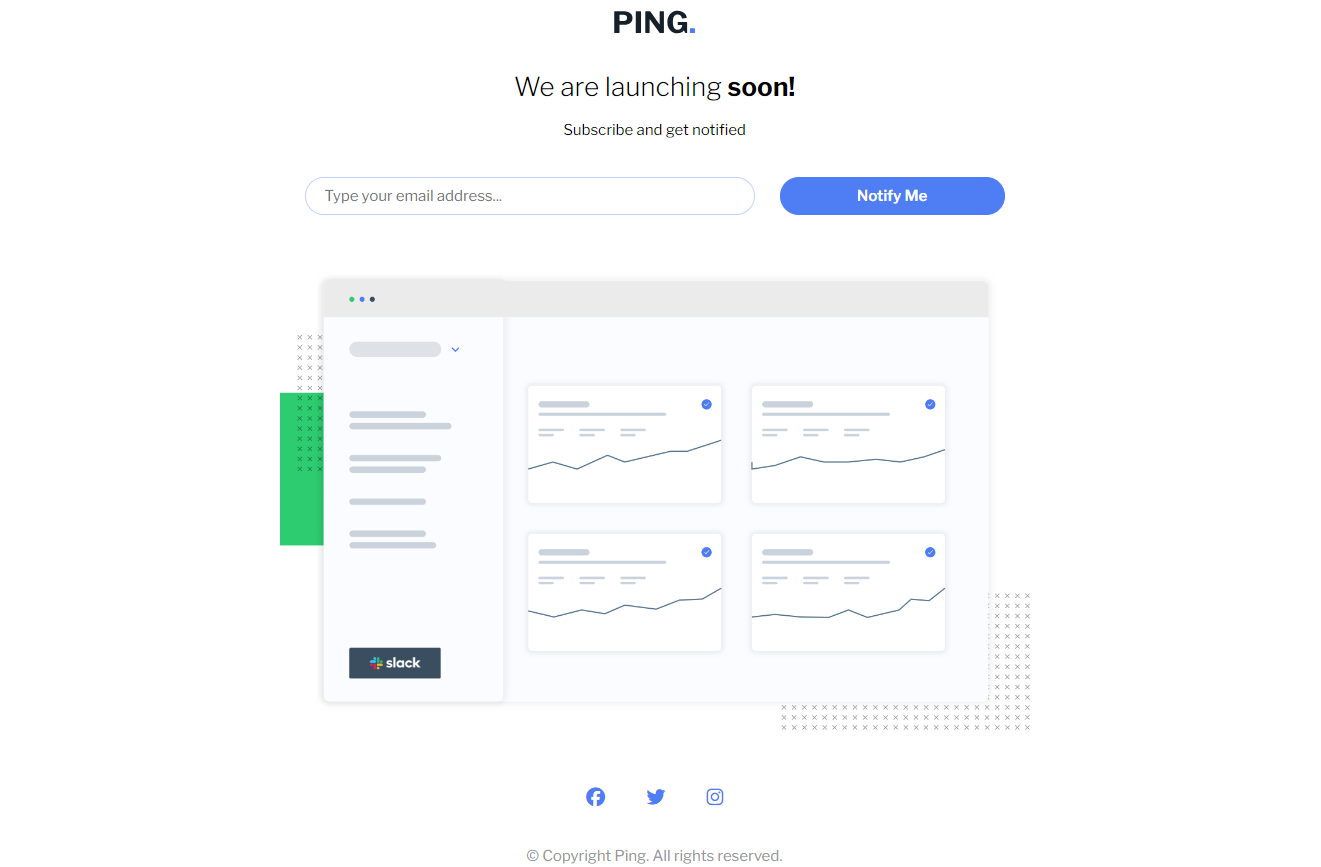 PING.
We are launching soon!
Subscribe and get notified
Type your email address...
Notify Me
slack
© Copyright Ping. All rights reserved.